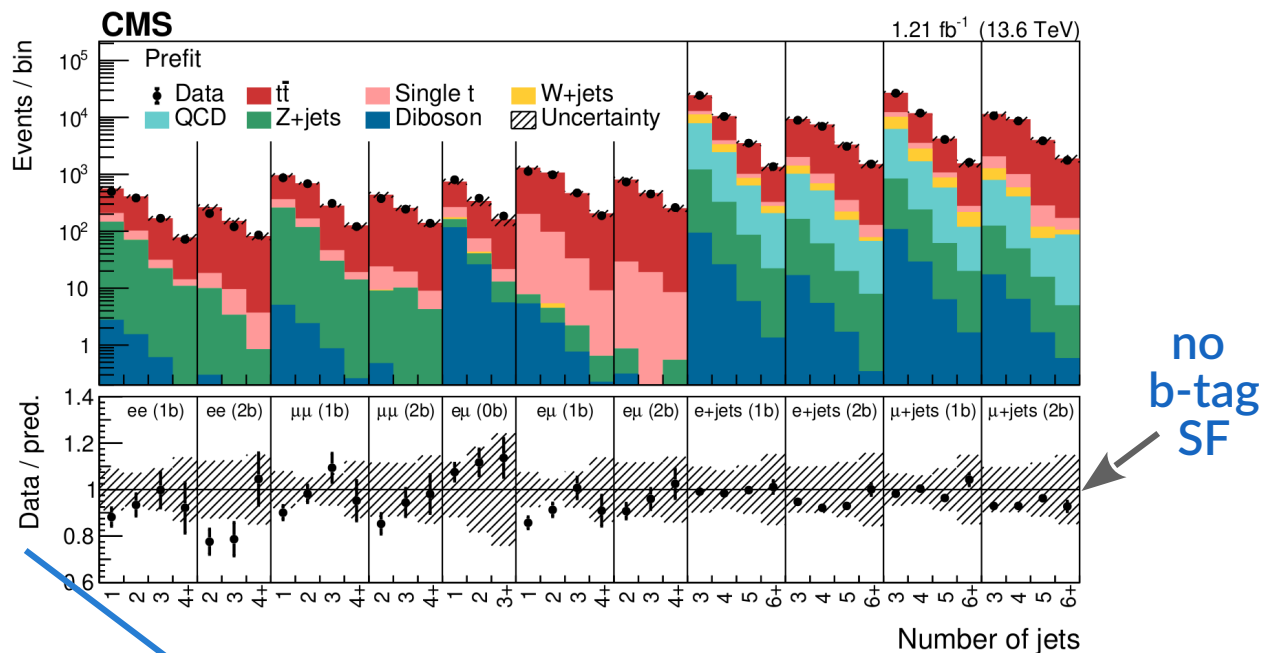 CMS
1.21 fb⁻¹ (13.6 TeV)
Events / bin
10⁵
10⁴
10³
10²
10
1
Prefit
Data tt̄ Single t W+jets
QCD Z+jets Diboson Uncertainty
Data / pred.
1.4
1.2
1
0.8
0.6
ee (1b) ee (2b) μμ (1b) μμ (2b) eμ (0b) eμ (1b) eμ (2b) e+jets (1b) e+jets (2b) μ+jets (1b) μ+jets (2b)
1 2 3 4+ 2 3 4+ 1 2 3 4+ 2 3 4+ 1 2 3+ 1 2 3 4+ 2 3 4+ 3 4 5 6+ 3 4 5 6+ 3 4 5 6+ 3 4 5 6+
Number of jets
no
b-tag
SF